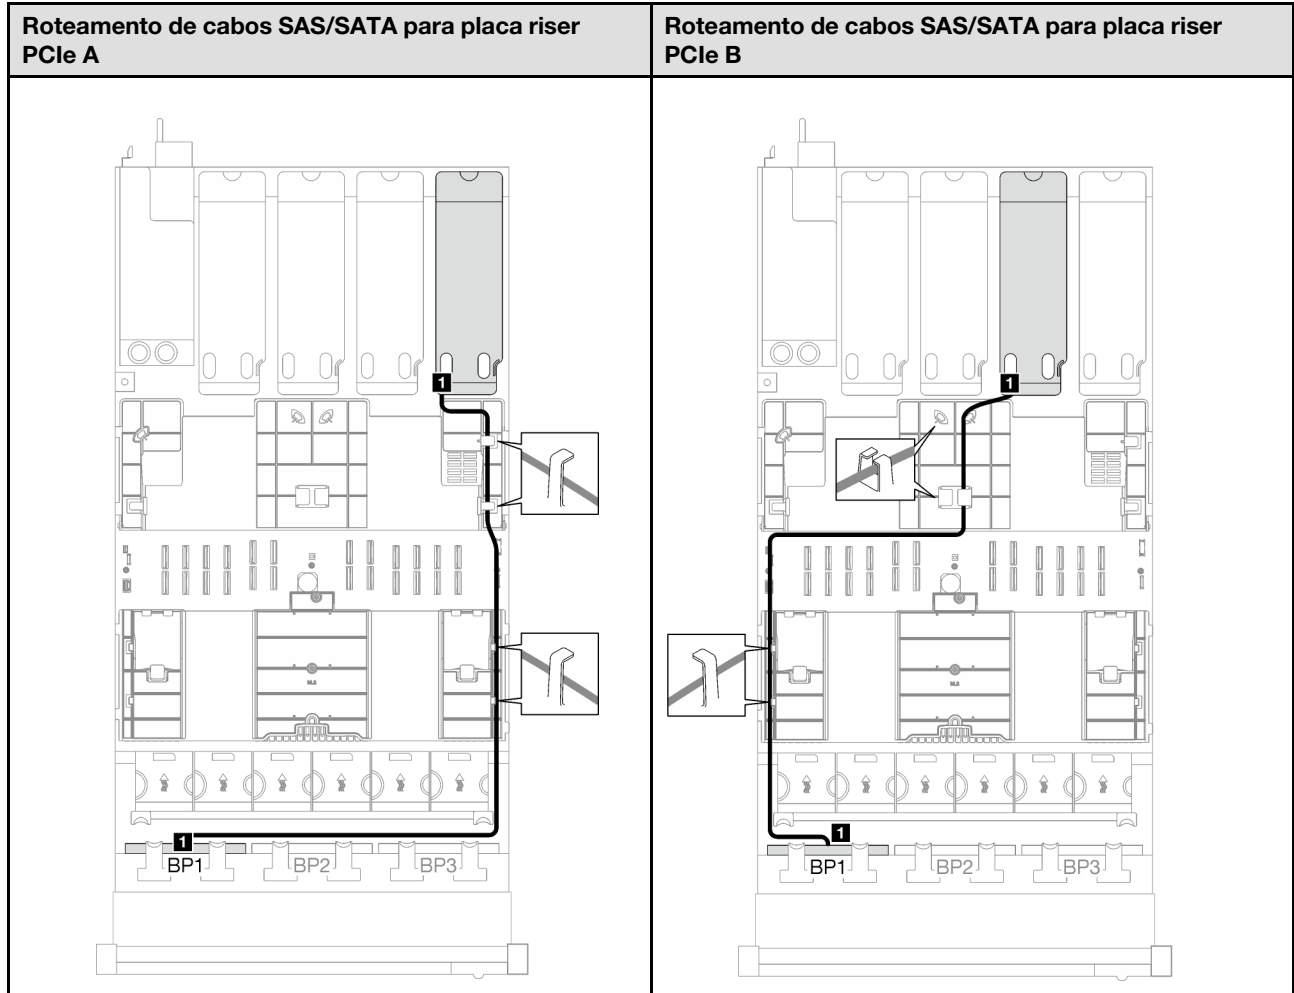 Roteamento de cabos SAS/SATA para placa riser
PCIe A
Roteamento de cabos SAS/SATA para placa riser
PCIe B
1
1
1
BP1
BP2
BP3
1
BP1
BP2
BP3